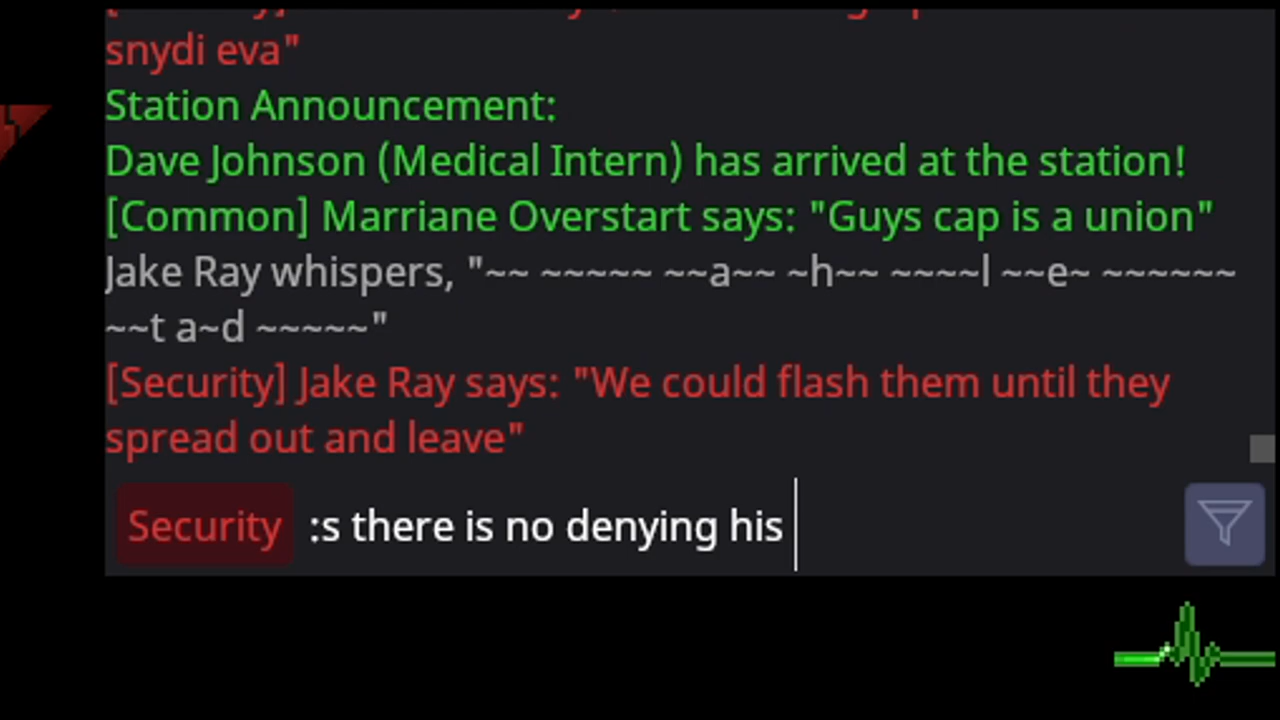 snydi eva"
Station Announcement:
Dave Johnson (Medical Intern) has arrived at the station!
[Common] Marriane Overstart says: "Guys cap is a union"
Jake Ray whispers, "~~ ~~~~~ ~~a~~ ~h~~ ~~~~l ~~e~ ~~~~~~
~~t a~d ~~~~~"
[Security] Jake Ray says: "We could flash them until they
spread out and leave"
Security :s there is no denying his